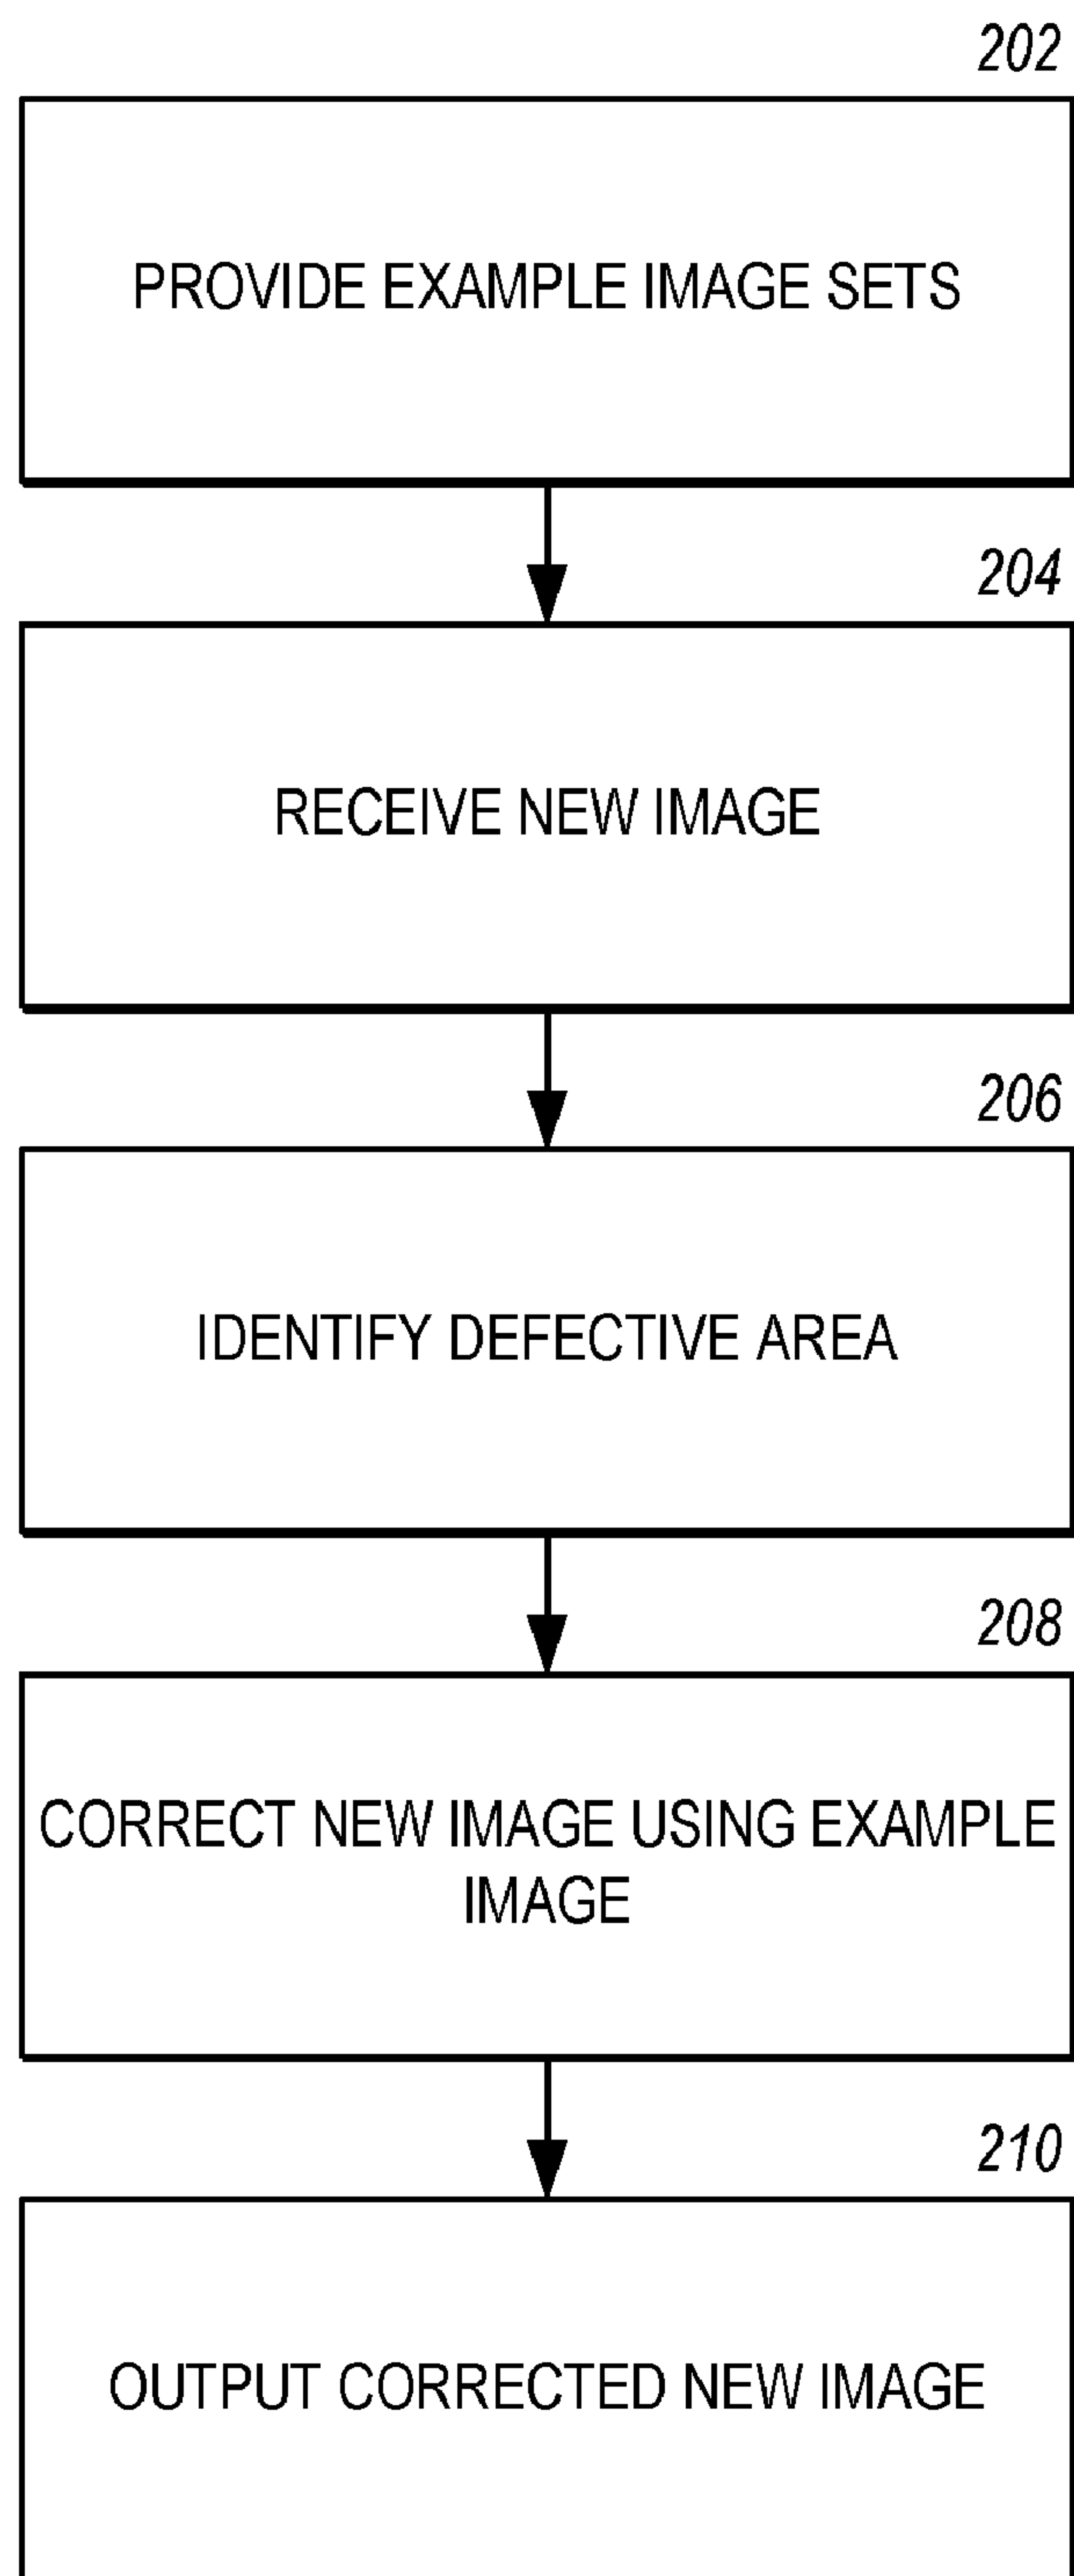 202
PROVIDE EXAMPLE IMAGE SETS
204
RECEIVE NEW IMAGE
206
IDENTIFY DEFECTIVE AREA
208
CORRECT NEW IMAGE USING EXAMPLE
IMAGE
210
OUTPUT CORRECTED NEW IMAGE